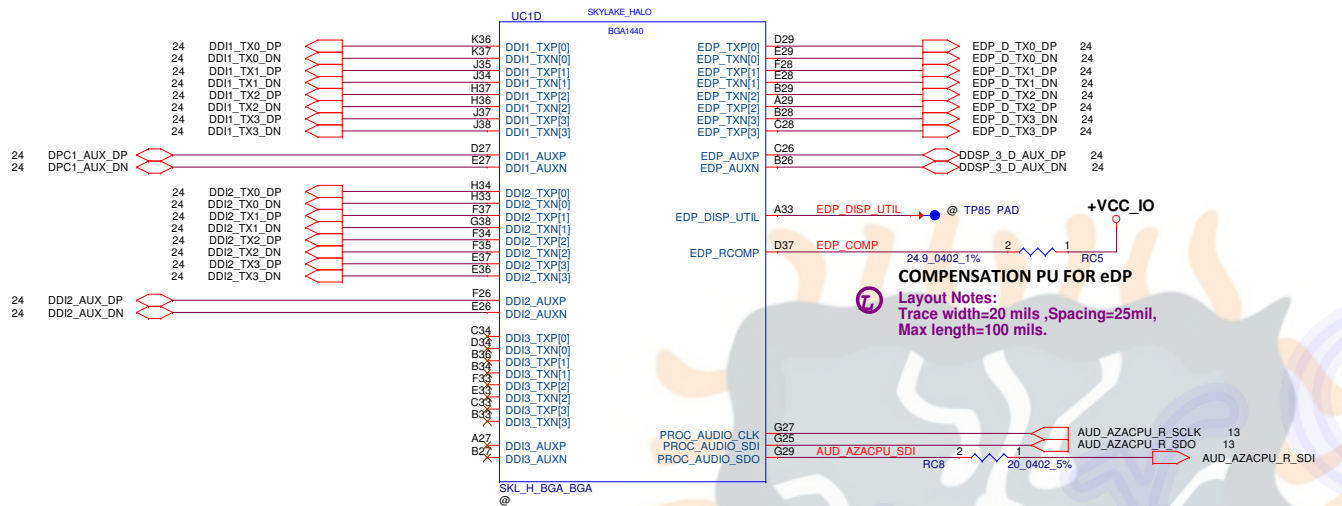 UC1D SKYLAKE_HALO
BGA1440
24 DDI1_TX0_DP K36 DDI1_TXP[0] EDP_TXP[0] D29 EDP_D_TX0_DP 24
24 DDI1_TX0_DN K37 DDI1_TXN[0] EDP_TXN[0] E29 EDP_D_TX0_DN 24
24 DDI1_TX1_DP J35 DDI1_TXP[1] EDP_TXP[1] F28 EDP_D_TX1_DP 24
24 DDI1_TX1_DN J34 DDI1_TXN[1] EDP_TXN[1] E28 EDP_D_TX1_DN 24
24 DDI1_TX2_DP H37 DDI1_TXP[2] EDP_TXN[2] B29 EDP_D_TX2_DN 24
24 DDI1_TX2_DN H36 DDI1_TXN[2] EDP_TXP[2] A29 EDP_D_TX2_DP 24
24 DDI1_TX3_DP J37 DDI1_TXP[3] EDP_TXN[3] B28 EDP_D_TX3_DN 24
24 DDI1_TX3_DN J38 DDI1_TXN[3] EDP_TXP[3] C28 EDP_D_TX3_DP 24
24 DPC1_AUX_DP D27 DDI1_AUXP EDP_AUXP C26 DDSP_3_D_AUX_DP 24
24 DPC1_AUX_DN E27 DDI1_AUXN EDP_AUXN B26 DDSP_3_D_AUX_DN 24
24 DDI2_TX0_DP H34 DDI2_TXP[0]
24 DDI2_TX0_DN H33 DDI2_TXN[0]
24 DDI2_TX1_DP F37 DDI2_TXP[1] EDP_DISP_UTIL A33 EDP_DISP_UTIL @ TP85 PAD +VCC_IO
24 DDI2_TX1_DN G38 DDI2_TXN[1]
24 DDI2_TX2_DP F34 DDI2_TXP[2]
24 DDI2_TX2_DN F35 DDI2_TXN[2] EDP_RCOMP D37 EDP_COMP 2 1
24.9_0402_1% RC5
24 DDI2_TX3_DP E37 DDI2_TXP[3]
24 DDI2_TX3_DN E36 DDI2_TXN[3]
COMPENSATION PU FOR eDP
Layout Notes:
Trace width=20 mils ,Spacing=25mil,
Max length=100 mils.
24 DDI2_AUX_DP F26 DDI2_AUXP
24 DDI2_AUX_DN E26 DDI2_AUXN
C34 DDI3_TXP[0]
D34 DDI3_TXN[0]
B36 DDI3_TXP[1]
B34 DDI3_TXN[1]
F33 DDI3_TXP[2]
E33 DDI3_TXN[2]
C33 DDI3_TXP[3]
B33 DDI3_TXN[3]
PROC_AUDIO_CLK G27 AUD_AZACPU_R_SCLK 13
A27 DDI3_AUXP PROC_AUDIO_SDI G25 AUD_AZACPU_R_SDO 13
B27 DDI3_AUXN PROC_AUDIO_SDO G29 AUD_AZACPU_SDI 2 1 AUD_AZACPU_R_SDI
RC8 20_0402_5%
SKL_H_BGA_BGA
@